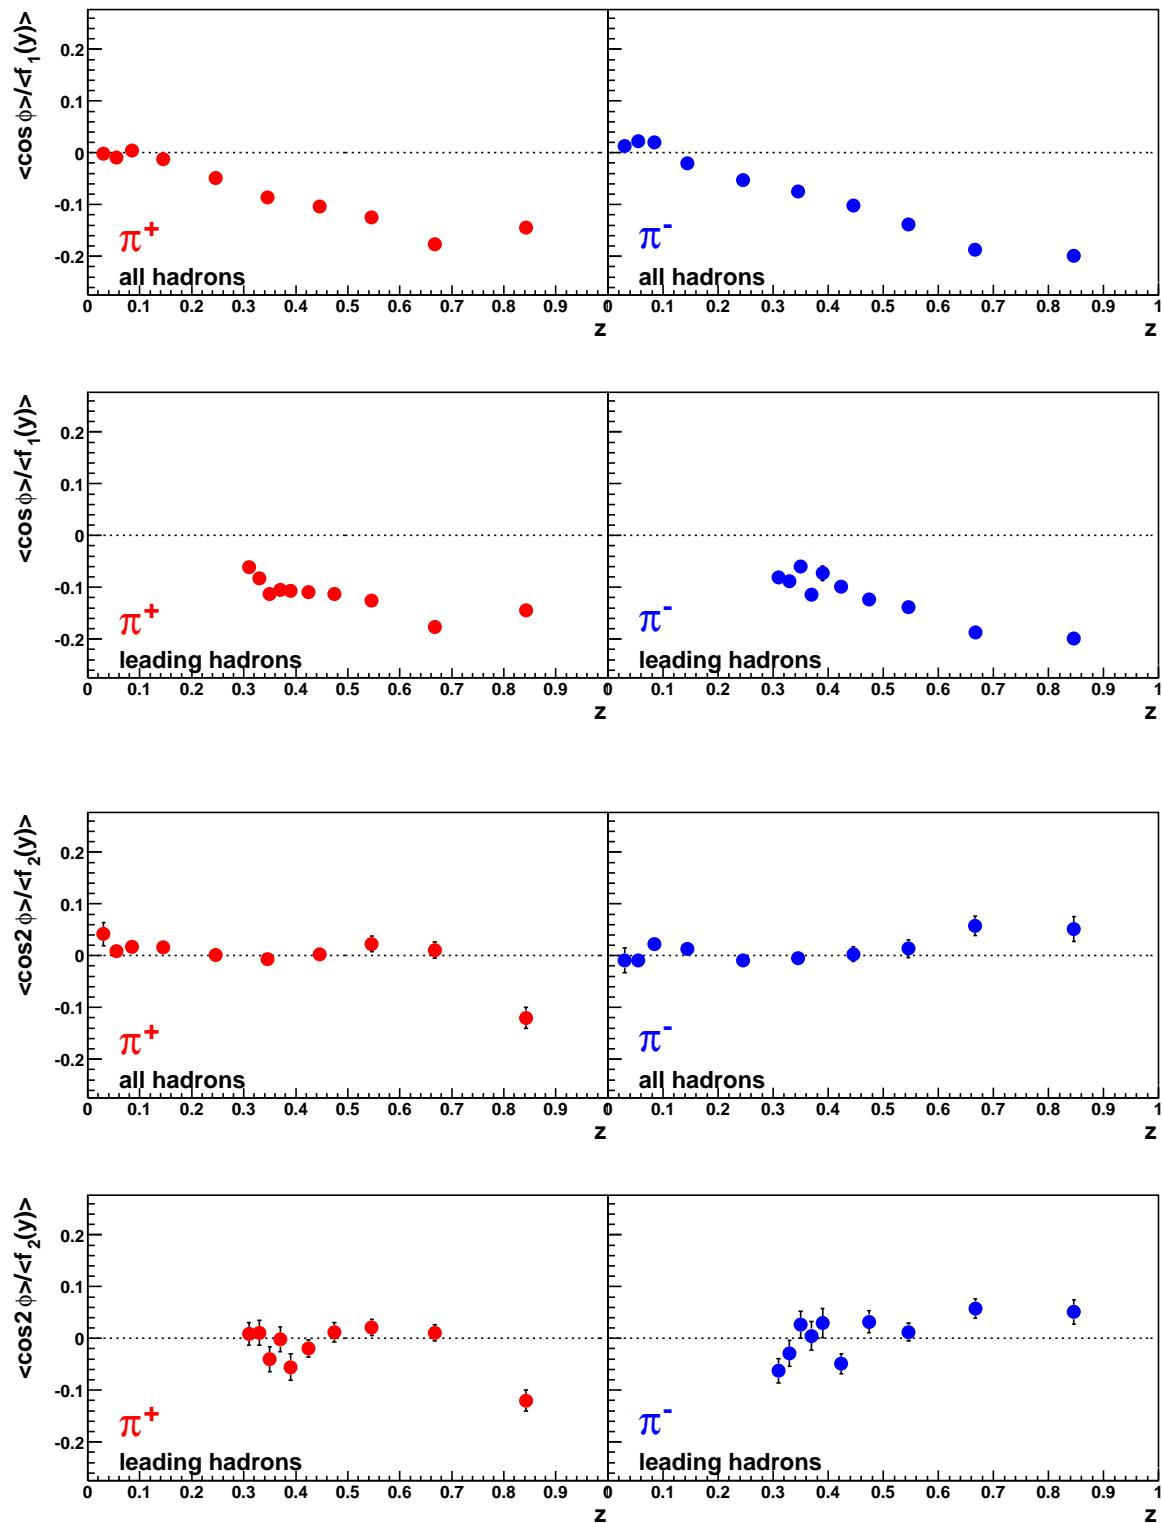 <cos ϕ>/<f₁(y)>
0.2
0.1
0
-0.1
-0.2
π⁺
all hadrons
π⁻
all hadrons
0 0.1 0.2 0.3 0.4 0.5 0.6 0.7 0.8 0.9 0 0.1 0.2 0.3 0.4 0.5 0.6 0.7 0.8 0.9 1
z z
<cos ϕ>/<f₁(y)>
0.2
0.1
0
-0.1
-0.2
π⁺
leading hadrons
π⁻
leading hadrons
0 0.1 0.2 0.3 0.4 0.5 0.6 0.7 0.8 0.9 0 0.1 0.2 0.3 0.4 0.5 0.6 0.7 0.8 0.9 1
z z
<cos2 ϕ>/<f₂(y)>
0.2
0.1
0
-0.1
-0.2
π⁺
all hadrons
π⁻
all hadrons
0 0.1 0.2 0.3 0.4 0.5 0.6 0.7 0.8 0.9 0 0.1 0.2 0.3 0.4 0.5 0.6 0.7 0.8 0.9 1
z z
<cos2 ϕ>/<f₂(y)>
0.2
0.1
0
-0.1
-0.2
π⁺
leading hadrons
π⁻
leading hadrons
0 0.1 0.2 0.3 0.4 0.5 0.6 0.7 0.8 0.9 0 0.1 0.2 0.3 0.4 0.5 0.6 0.7 0.8 0.9 1
z z